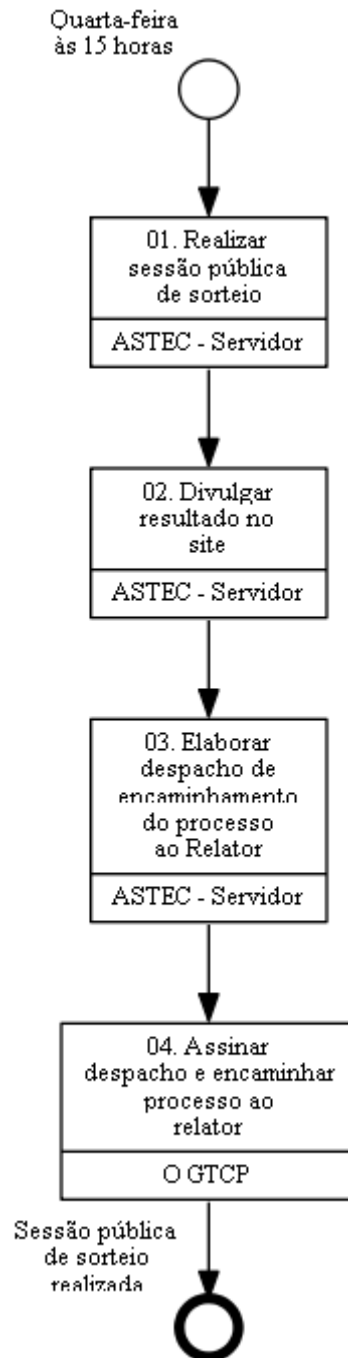 Quarta-feira
às 15 horas
01. Realizar
sessão pública
de sorteio
ASTEC - Servidor
02. Divulgar
resultado no
site
ASTEC - Servidor
03. Elaborar
despacho de
encaminhamento
do processo
ao Relator
ASTEC - Servidor
04. Assinar
despacho e encaminhar
processo ao
relator
O GTCP
Sessão pública
de sorteio
realizada